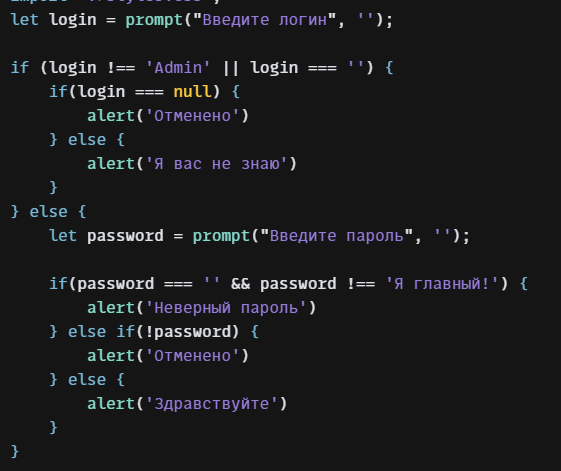 let login = prompt("Введите логин", '');
if (login !== 'Admin' || login === '') {
    if(login === null) {
        alert('Отменено')
    } else {
        alert('Я вас не знаю')
    }
} else {
    let password = prompt("Введите пароль", '');
    if(password === '' && password !== 'Я главный!') {
        alert('Неверный пароль')
    } else if(!password) {
        alert('Отменено')
    } else {
        alert('Здравствуйте')
    }
}